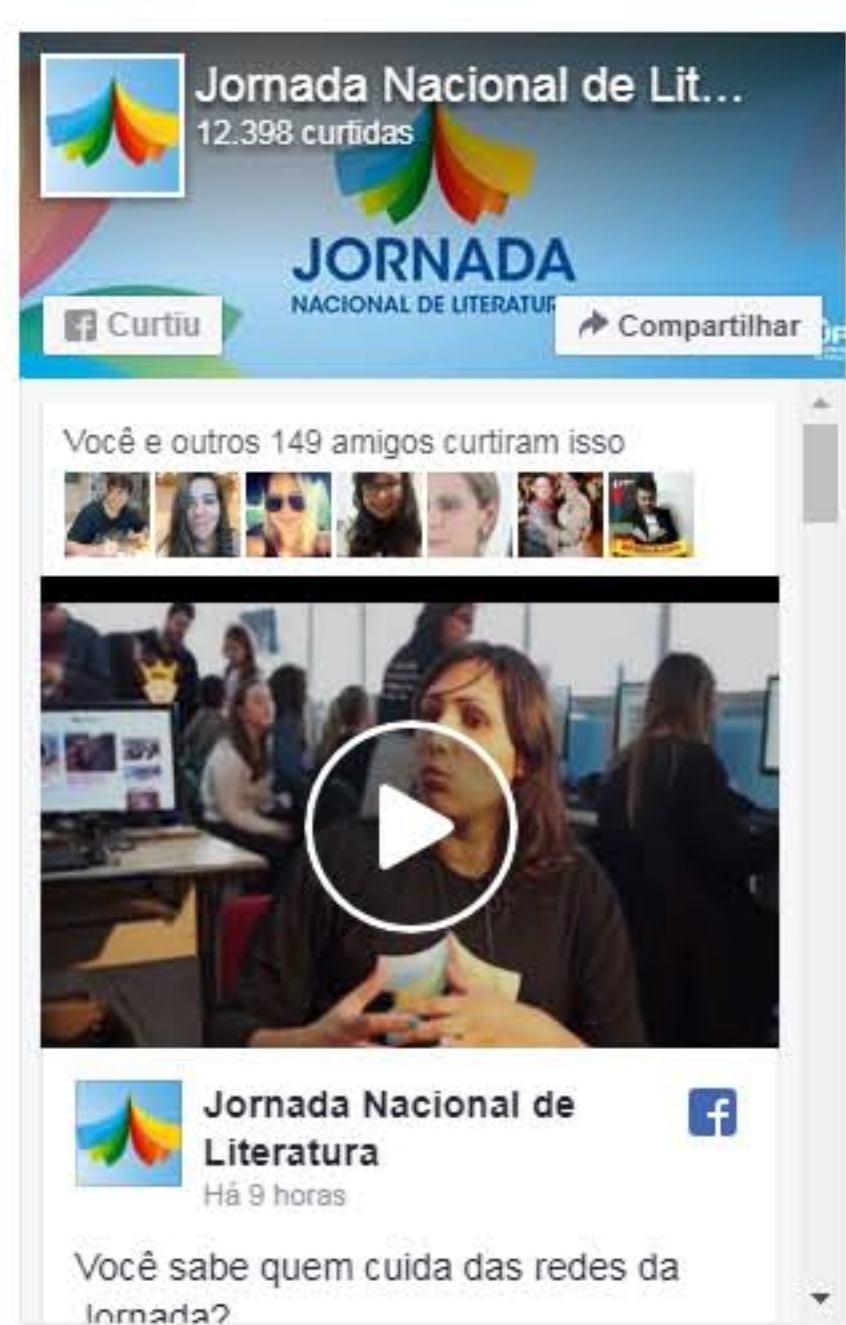 Jornada Nacional de Lit...
12.398 curtidas
JORNADA
NACIONAL DE LITERATUR
Curtiu
Compartilhar
Você e outros 149 amigos curtiram isso
Jornada Nacional de
Literatura
Há 9 horas
Você sabe quem cuida das redes da
Jornada?